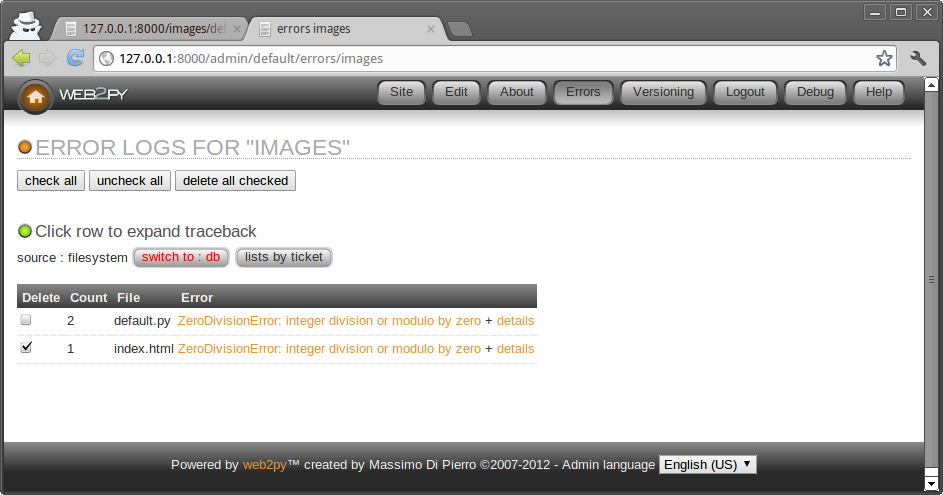 127.0.0.1:8000/images/def
errors images
127.0.0.1:8000/admin/default/errors/images
WEB2PY
Site Edit About Errors Versioning Logout Debug Help
ERROR LOGS FOR "IMAGES"
check all uncheck all delete all checked
Click row to expand traceback
source : filesystem switch to : db lists by ticket
Delete Count File Error
2 default.py ZeroDivisionError: integer division or modulo by zero + details
1 index.html ZeroDivisionError: integer division or modulo by zero + details
Powered by web2py™ created by Massimo Di Pierro ©2007-2012 - Admin language English (US)